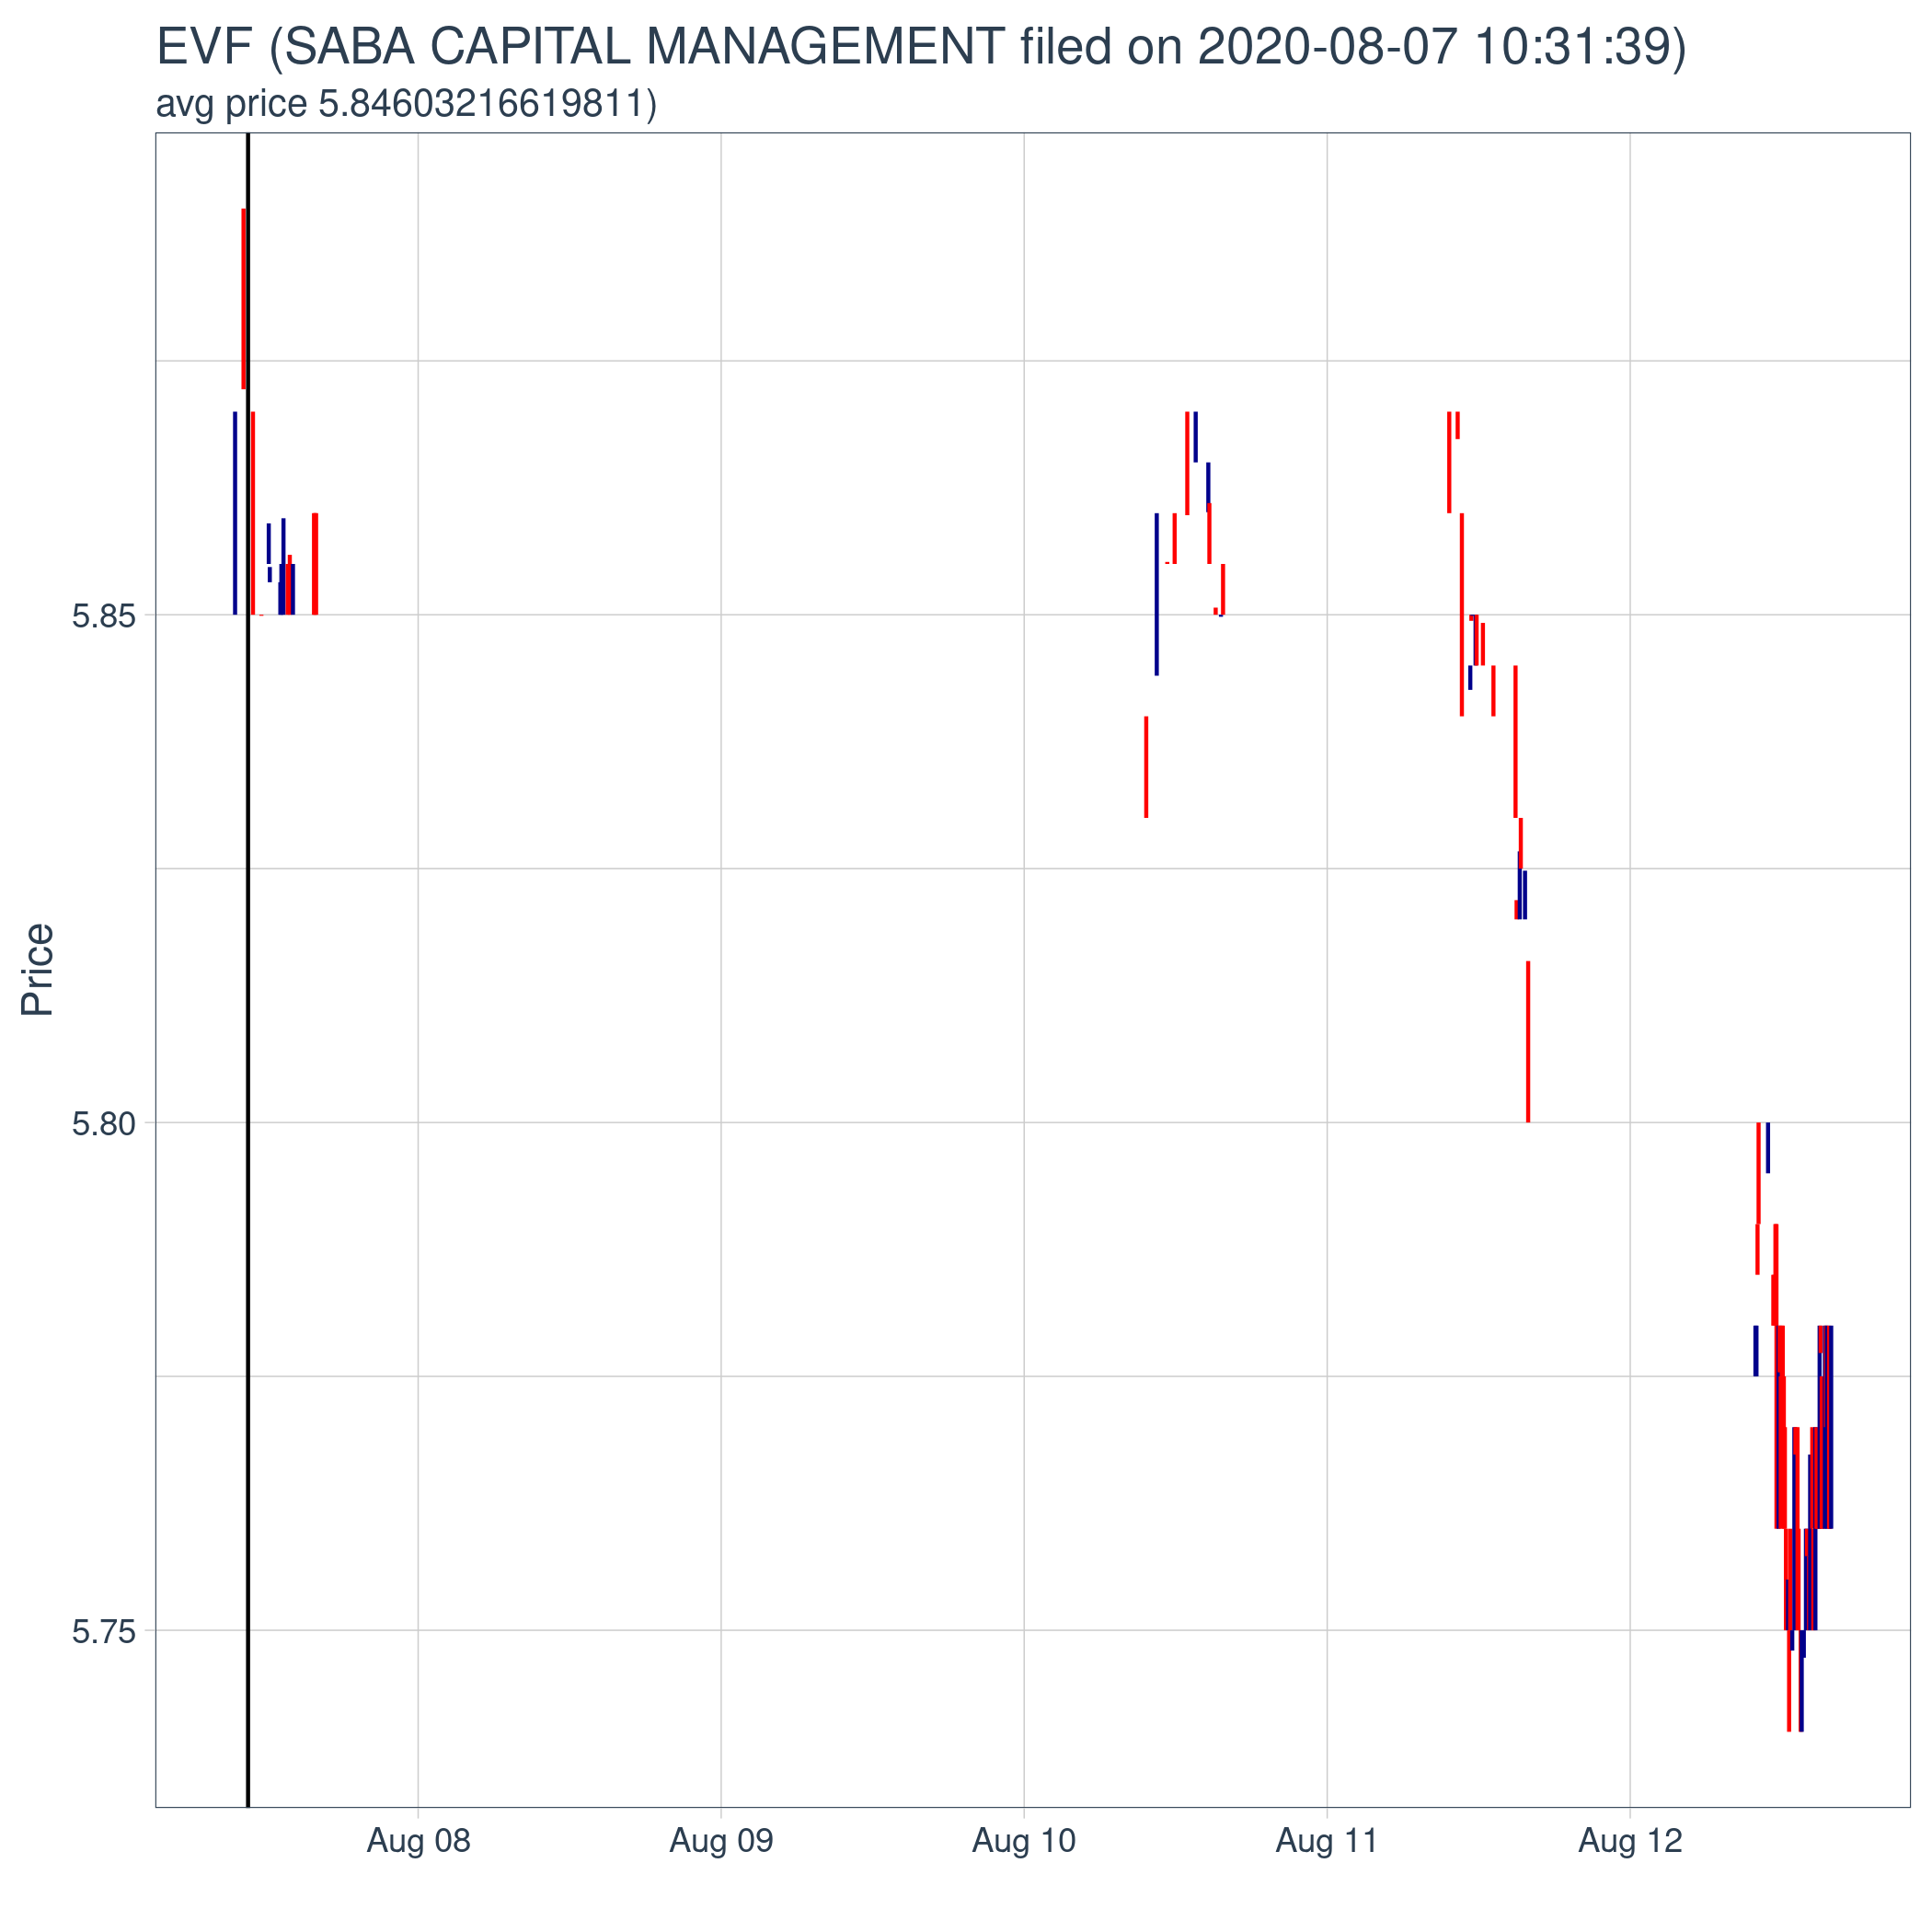 EVF (SABA CAPITAL MANAGEMENT filed on 2020-08-07 10:31:39)
avg price 5.84603216619811)
Price
5.85
5.80
5.75
Aug 08
Aug 09
Aug 10
Aug 11
Aug 12